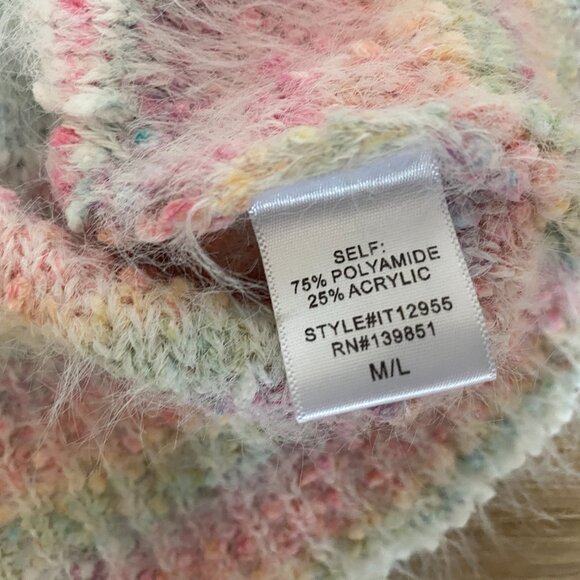 SELF:
75% POLYAMIDE
25% ACRYLIC
STYLE#IT12955
RN#139851
M/L